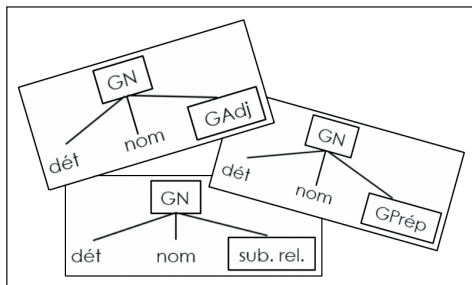 GN
dét nom GAdj
GN
dét nom GPrép
GN
dét nom sub. rel.